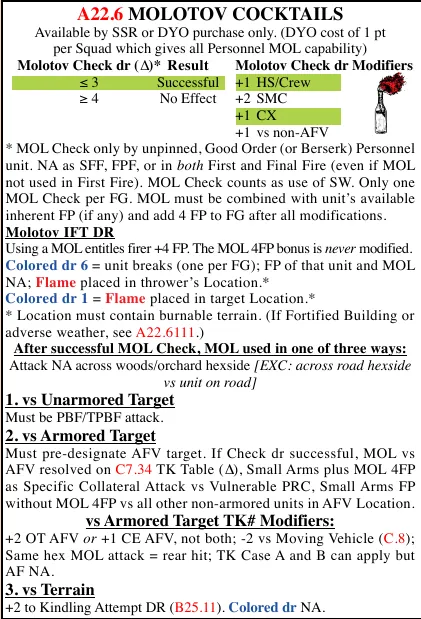 A22.6 MOLOTOV COCKTAILS
Available by SSR or DYO purchase only. (DYO cost of 1 pt
per Squad which gives all Personnel MOL capability)
Molotov Check dr (∆)* Result
≤ 3 Successful
≥ 4 No Effect
Molotov Check dr Modifiers
+1 HS/Crew
+2 SMC
+1 CX
+1 vs non-AFV
* MOL Check only by unpinned, Good Order (or Berserk) Personnel
unit. NA as SFF, FPF, or in both First and Final Fire (even if MOL
not used in First Fire). MOL Check counts as use of SW. Only one
MOL Check per FG. MOL must be combined with unit's available
inherent FP (if any) and add 4 FP to FG after all modifications.
Molotov IFT DR
Using a MOL entitles firer +4 FP. The MOL 4FP bonus is never modified.
Colored dr 6 = unit breaks (one per FG); FP of that unit and MOL
NA; Flame placed in thrower's Location.*
Colored dr 1 = Flame placed in target Location.*
* Location must contain burnable terrain. (If Fortified Building or
adverse weather, see A22.6111.)
After successful MOL Check, MOL used in one of three ways:
Attack NA across woods/orchard hexside [EXC: across road hexside
vs unit on road]
1. vs Unarmored Target
Must be PBF/TPBF attack.
2. vs Armored Target
Must pre-designate AFV target. If Check dr successful, MOL vs
AFV resolved on C7.34 TK Table (∆), Small Arms plus MOL 4FP
as Specific Collateral Attack vs Vulnerable PRC, Small Arms FP
without MOL 4FP vs all other non-armored units in AFV Location.
vs Armored Target TK# Modifiers:
+2 OT AFV or +1 CE AFV, not both; -2 vs Moving Vehicle (C.8);
Same hex MOL attack = rear hit; TK Case A and B can apply but
AF NA.
3. vs Terrain
+2 to Kindling Attempt DR (B25.11). Colored dr NA.